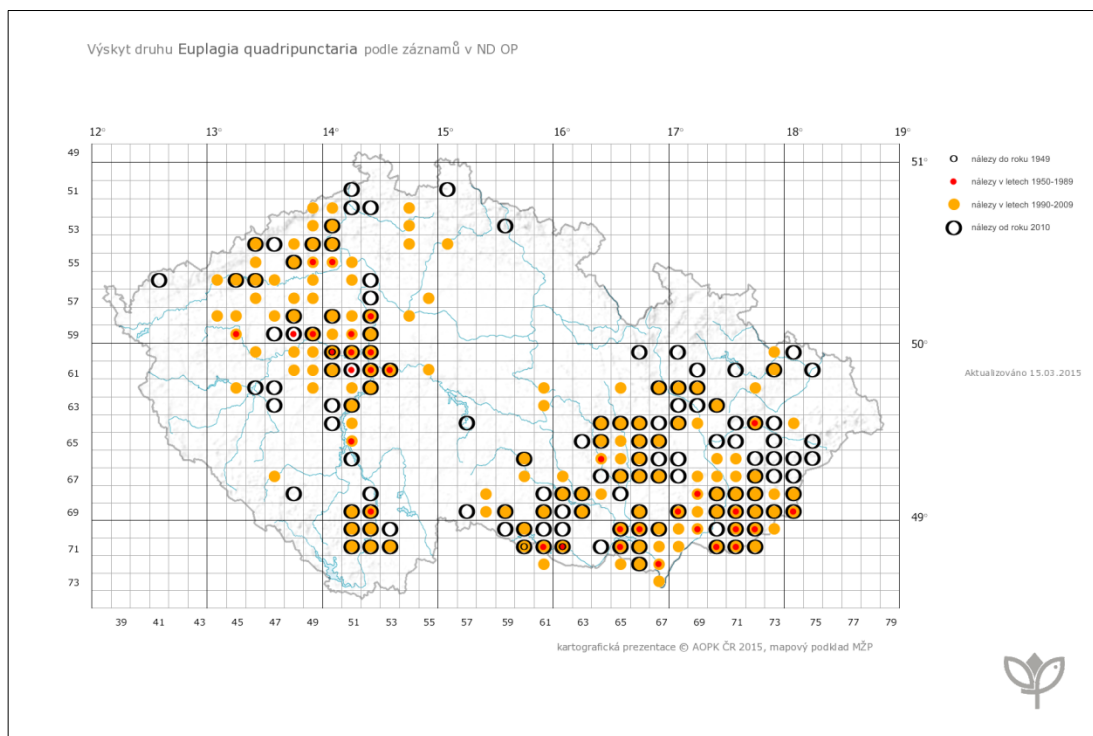 Výskyt druhu Euplagia quadripunctaria podle záznamů v ND OP
12° 13° 14° 15° 16° 17° 18° 19°
49
51° nálezy do roku 1949
51
nálezy v letech 1950-1989
nálezy v letech 1990-2009
53
nálezy od roku 2010
55
57
59
50°
61
Aktualizováno 15.03.2015
63
65
67
69
49°
71
73
39 41 43 45 47 49 51 53 55 57 59 61 63 65 67 69 71 73 75 77 79
kartografická prezentace © AOPK ČR 2015, mapový podklad MŽP